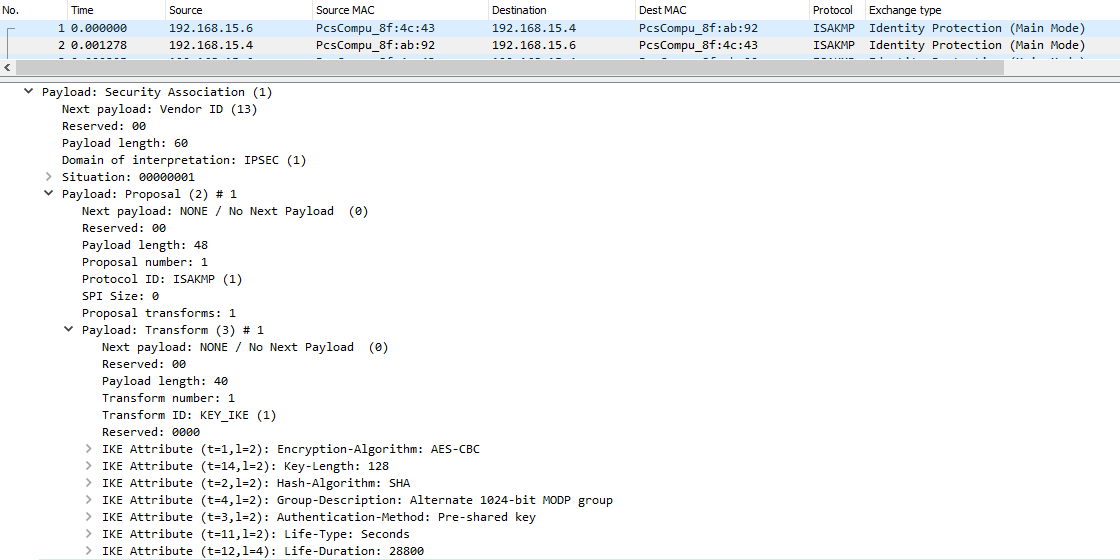 No. Time Source Source MAC Destination Dest MAC Protocol Exchange type
1 0.000000 192.168.15.6 PcsCompu_8f:4c:43 192.168.15.4 PcsCompu_8f:ab:92 ISAKMP Identity Protection (Main Mode)
2 0.001278 192.168.15.4 PcsCompu_8f:ab:92 192.168.15.6 PcsCompu_8f:4c:43 ISAKMP Identity Protection (Main Mode)
Payload: Security Association (1)
Next payload: Vendor ID (13)
Reserved: 00
Payload length: 60
Domain of interpretation: IPSEC (1)
Situation: 00000001
Payload: Proposal (2) # 1
Next payload: NONE / No Next Payload (0)
Reserved: 00
Payload length: 48
Proposal number: 1
Protocol ID: ISAKMP (1)
SPI Size: 0
Proposal transforms: 1
Payload: Transform (3) # 1
Next payload: NONE / No Next Payload (0)
Reserved: 00
Payload length: 40
Transform number: 1
Transform ID: KEY_IKE (1)
Reserved: 0000
IKE Attribute (t=1,l=2): Encryption-Algorithm: AES-CBC
IKE Attribute (t=14,l=2): Key-Length: 128
IKE Attribute (t=2,l=2): Hash-Algorithm: SHA
IKE Attribute (t=4,l=2): Group-Description: Alternate 1024-bit MODP group
IKE Attribute (t=3,l=2): Authentication-Method: Pre-shared key
IKE Attribute (t=11,l=2): Life-Type: Seconds
IKE Attribute (t=12,l=4): Life-Duration: 28800